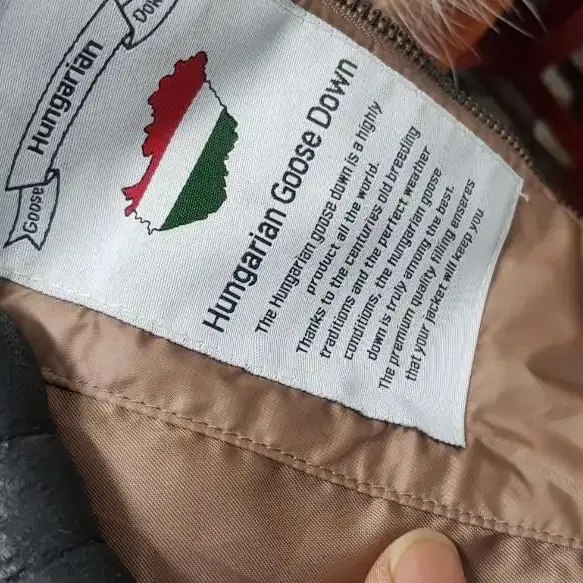 Goose Hungarian Down
Hungarian Goose Down
The Hungarian goose down is a highly
product all the world.
Thanks to the centuries old breeding
traditions and the perfect weather
conditions, the hungarian goose
down is truly among the best.
The premium quality filling enseres
that your jacket will keep you